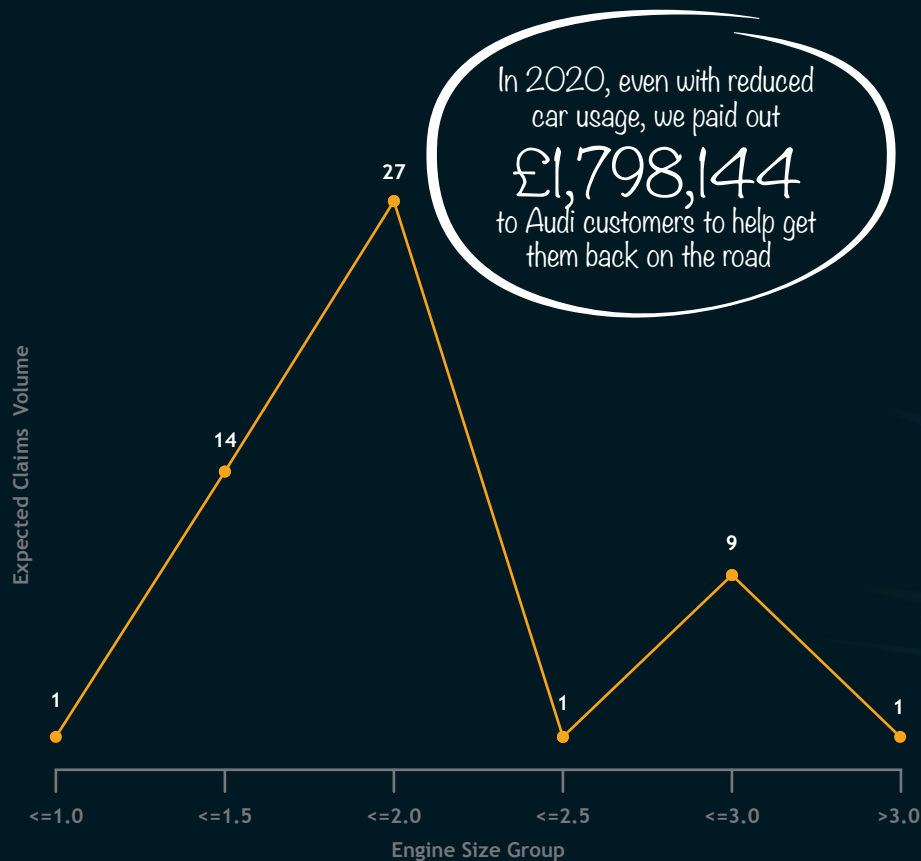 In 2020, even with reduced
car usage, we paid out
£1,798,144
to Audi customers to help get
them back on the road
27
14
9
1
1
1
Expected Claims Volume
<=1.0
<=1.5
<=2.0
<=2.5
<=3.0
>3.0
Engine Size Group